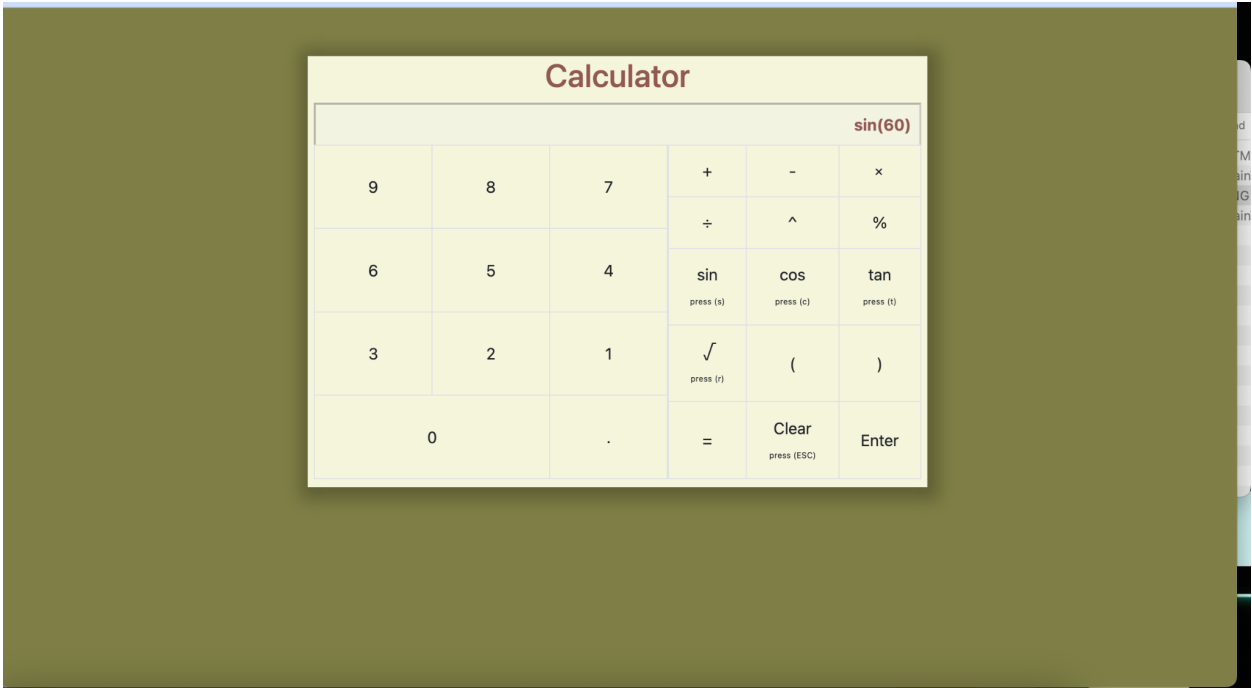 Calculator
sin(60)
9 8 7 + - ×
÷ ^ %
6 5 4 sin cos tan
press (s) press (c) press (t)
3 2 1 √ ( )
press (r)
0 . = Clear Enter
press (ESC)